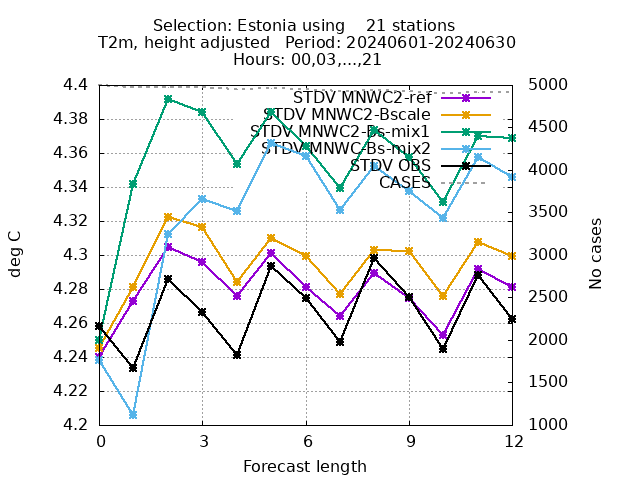 Selection: Estonia using    21 stations
T2m, height adjusted   Period: 20240601-20240630
Hours: 00,03,...,21
STDV MNWC2-ref
STDV MNWC2-Bscale
STDV MNWC2-Bs-mix1
STDV MNWC-Bs-mix2
STDV OBS
CASES
4.4
4.38
4.36
4.34
4.32
4.3
4.28
4.26
4.24
4.22
4.2
5000
4500
4000
3500
3000
2500
2000
1500
1000
deg C
No cases
0 3 6 9 12
Forecast length